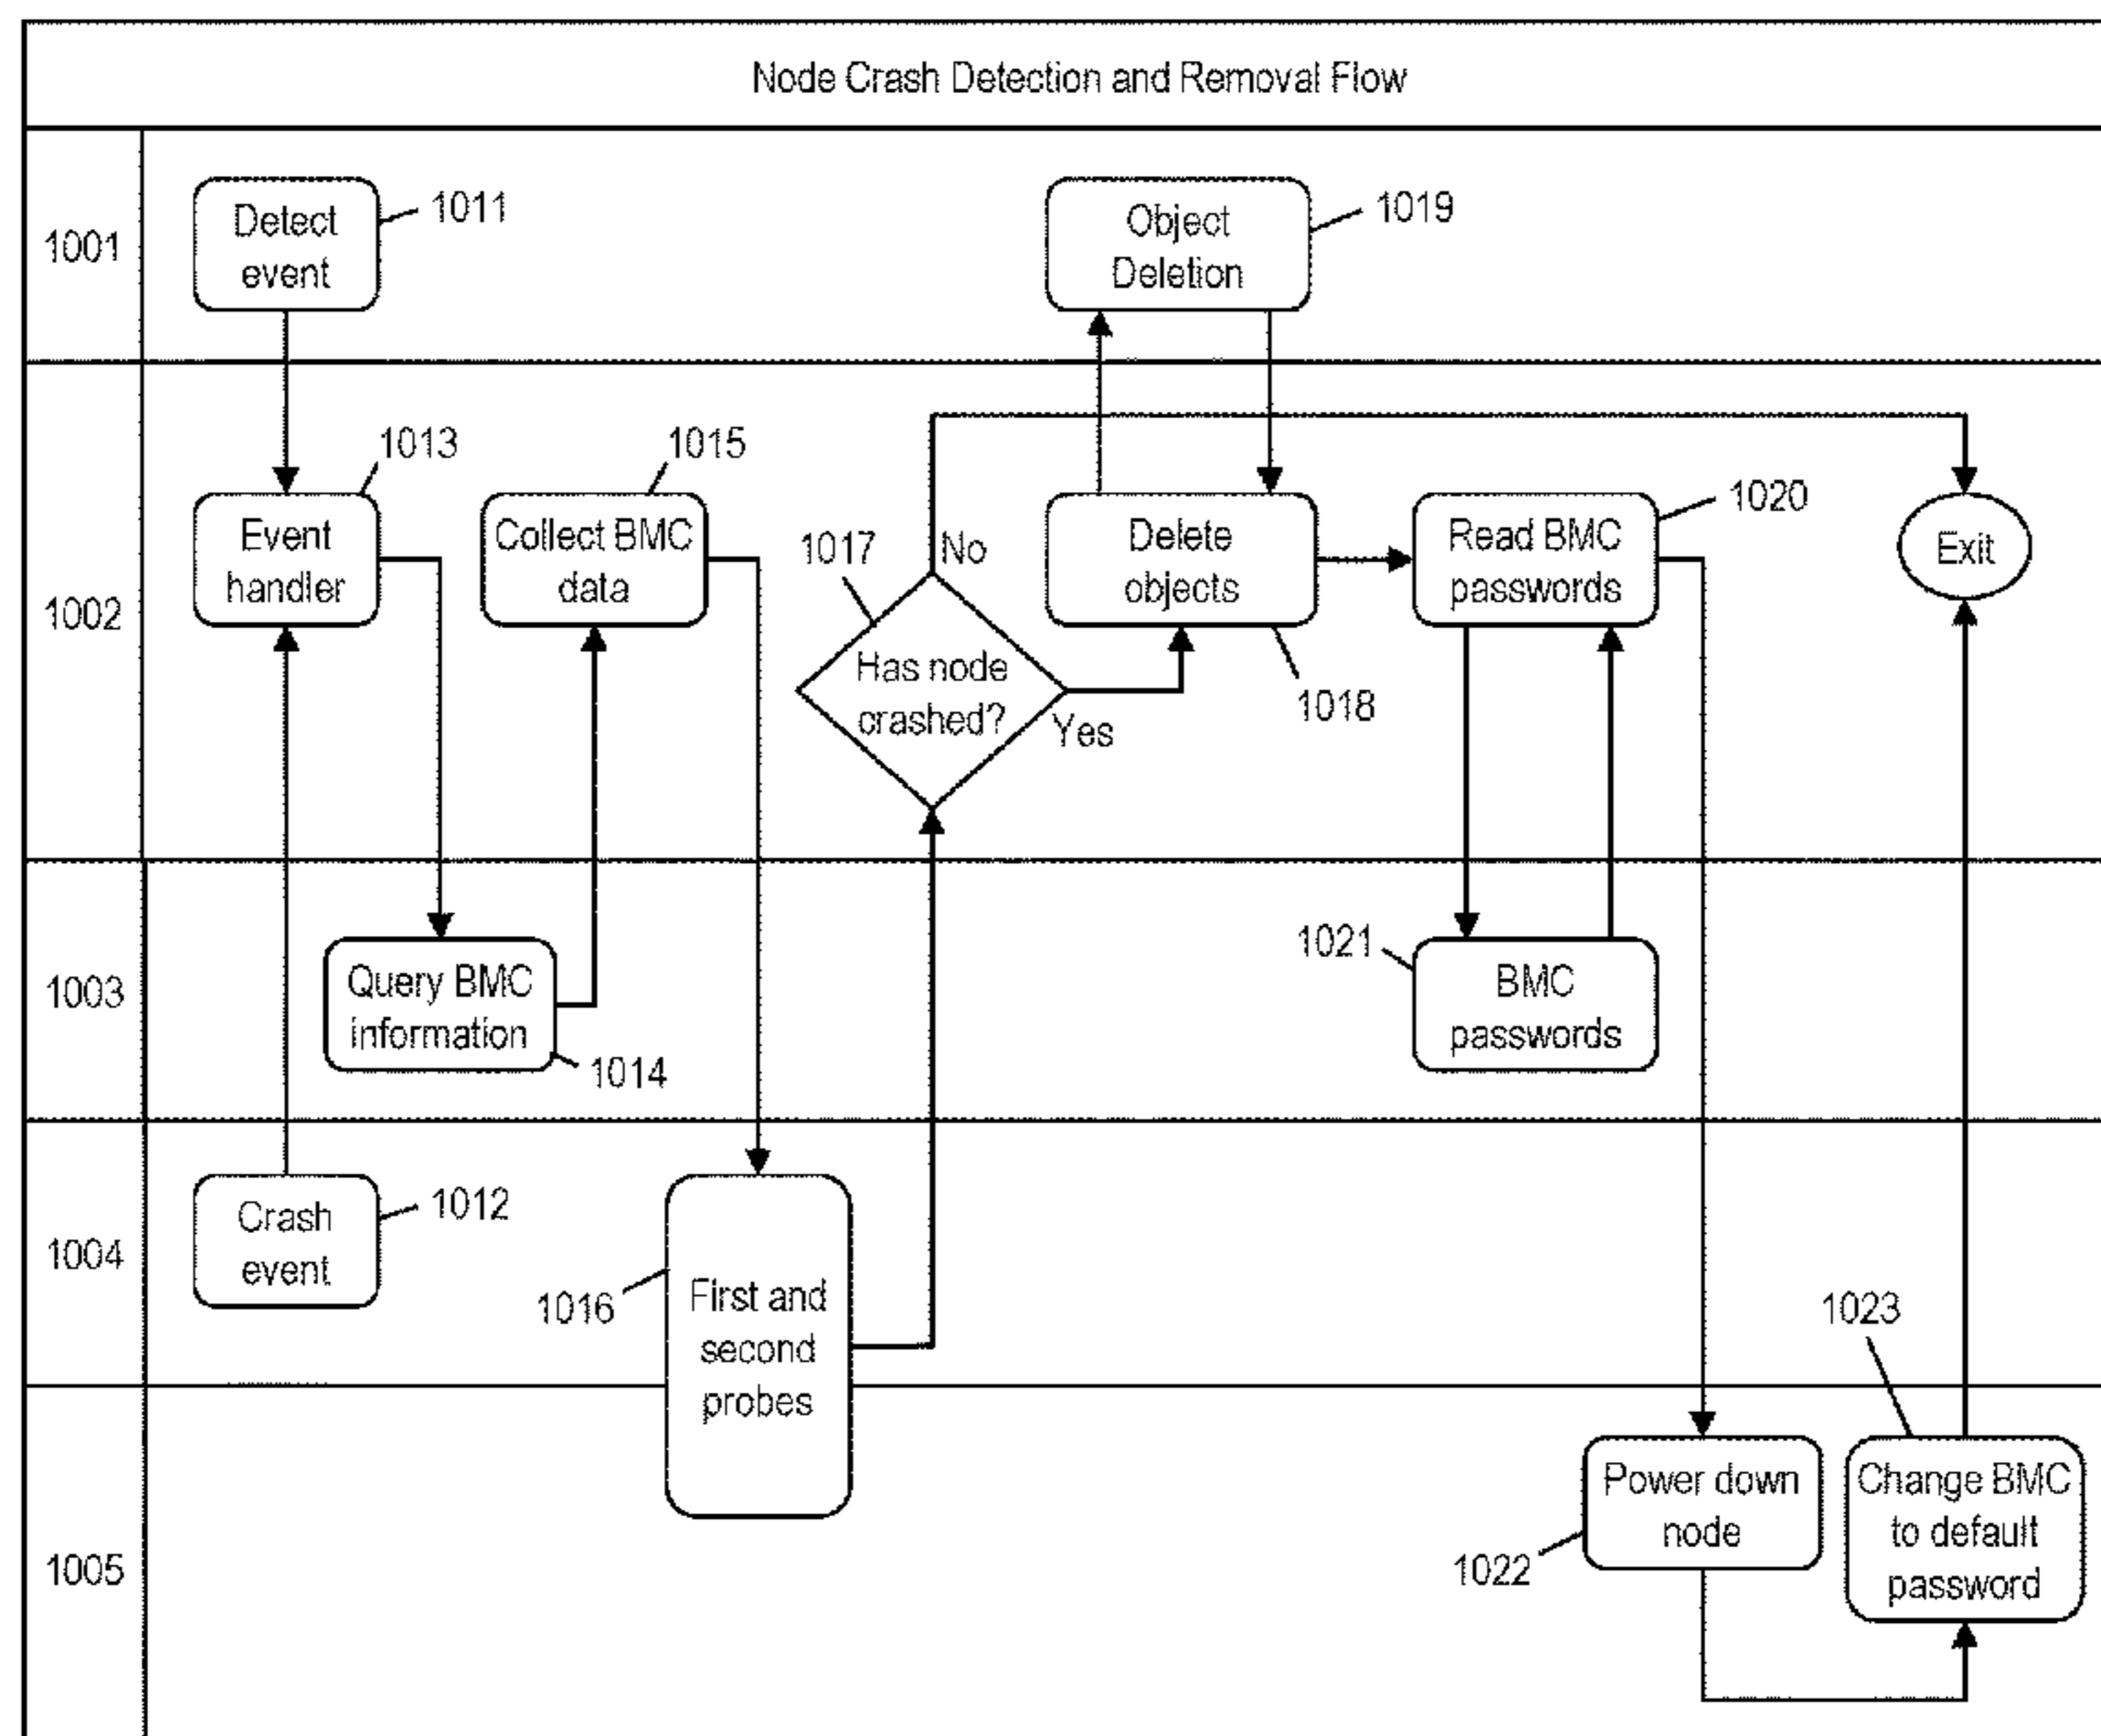 Node Crash Detection and Removal Flow
1001
Detect
event
1011
Object
Deletion
1019
1002
1013
Event
handler
1015
Collect BMC
data
1017
No
Has node
crashed?
Yes
Delete
objects
1018
Read BMC
passwords
1020
Exit
1003
Query BMC
information
1014
1021
BMC
passwords
1004
Crash
event
1012
1016
First and
second
probes
1023
1005
Power down
node
1022
Change BMC
to default
password